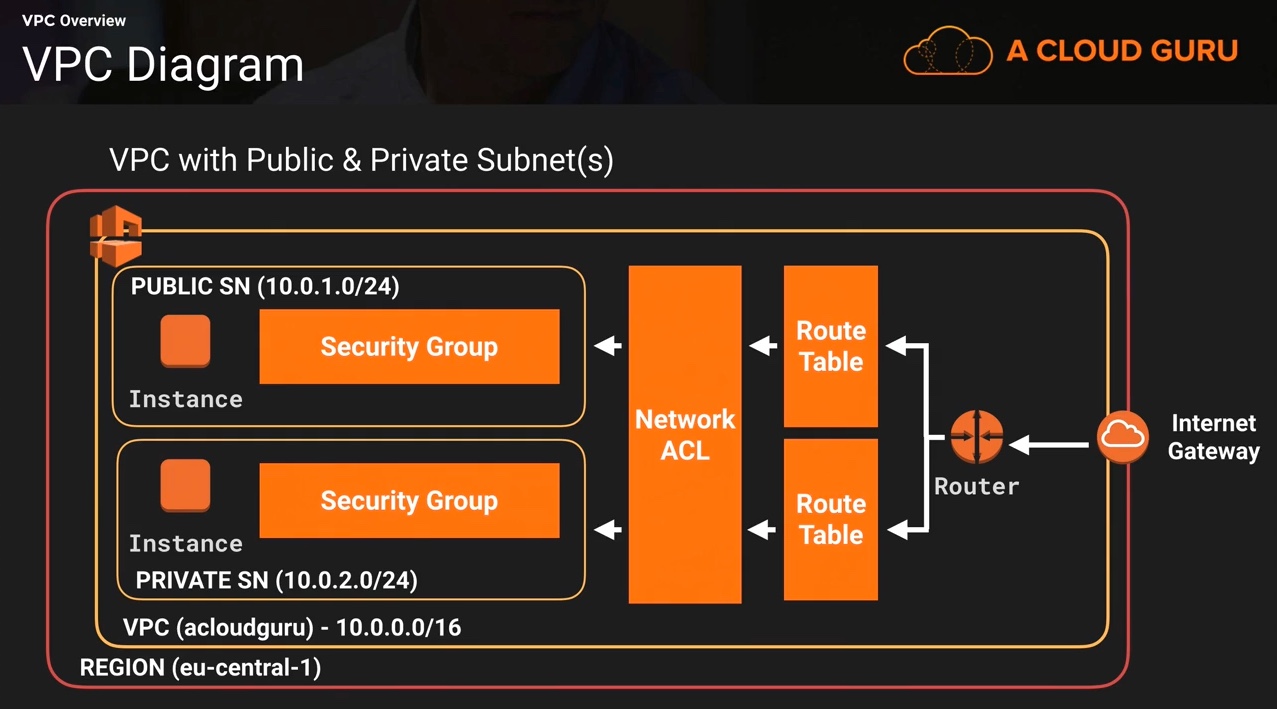 VPC Overview
VPC Diagram
A CLOUD GURU
VPC with Public & Private Subnet(s)
PUBLIC SN (10.0.1.0/24)
Security Group
Instance
Network
ACL
Route
Table
Route
Table
Router
Internet
Gateway
Security Group
Instance
PRIVATE SN (10.0.2.0/24)
VPC (acloudguru) - 10.0.0.0/16
REGION (eu-central-1)